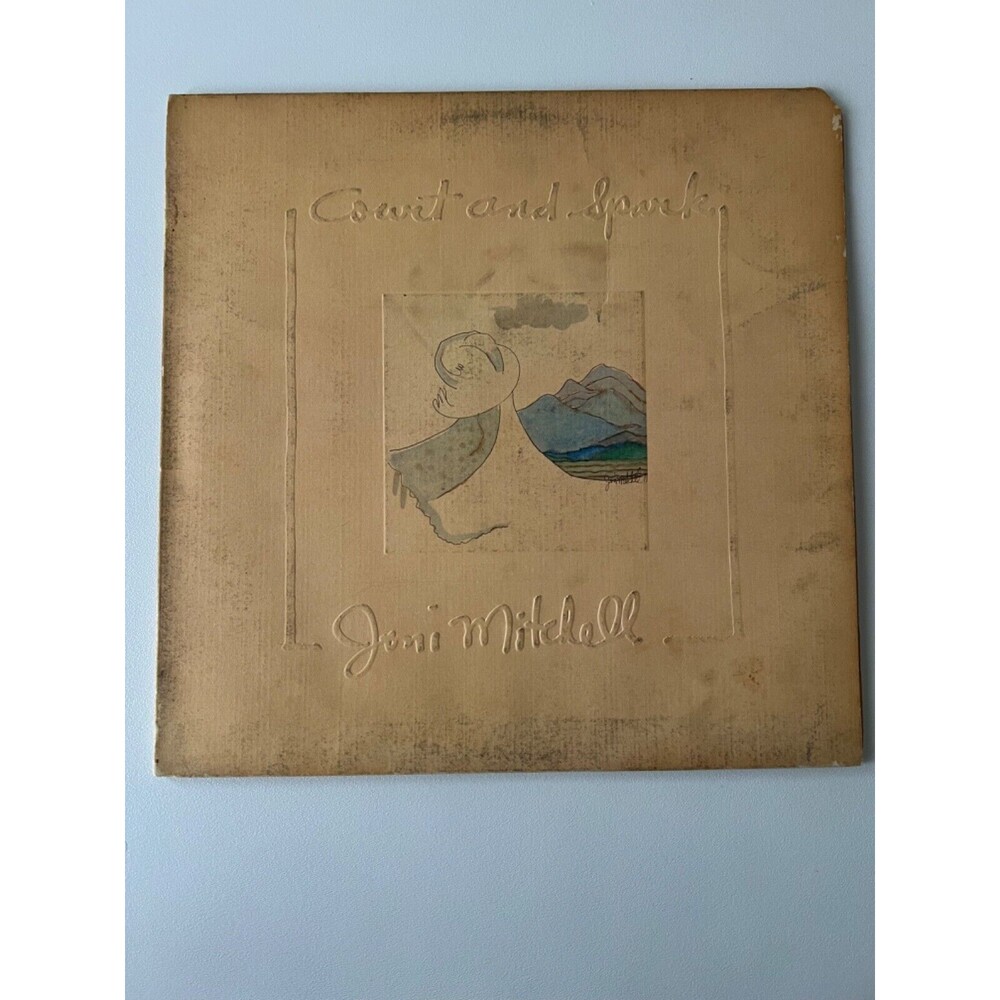 Court and Spark
Joni Mitchell